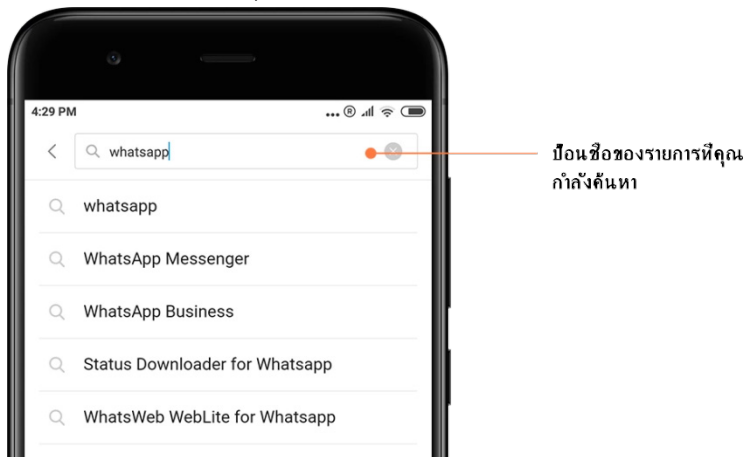 4:29 PM
whatsapp
ป้อนชื่อของรายการที่คุณ
กำลังค้นหา
whatsapp
WhatsApp Messenger
WhatsApp Business
Status Downloader for Whatsapp
WhatsWeb WebLite for Whatsapp